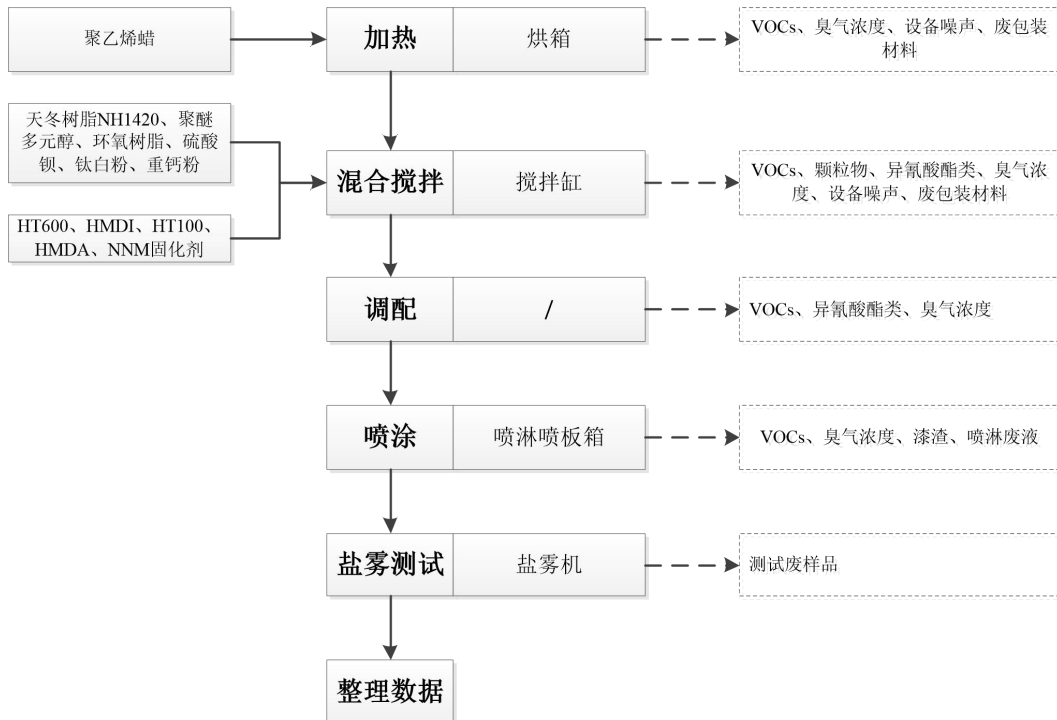 聚乙烯蜡
加热
烘箱
VOCs、臭气浓度、设备噪声、废包装
材料
天冬树脂NH1420、聚醚
多元醇、环氧树脂、硫酸
钡、钛白粉、重钙粉
HT600、HMDI、HT100、
HMDA、NNM固化剂
混合搅拌
搅拌缸
VOCs、颗粒物、异氰酸酯类、臭气浓
度、设备噪声、废包装材料
调配
/
VOCs、异氰酸酯类、臭气浓度
喷涂
喷淋喷板箱
VOCs、臭气浓度、漆渣、喷淋废液
盐雾测试
盐雾机
测试废样品
整理数据